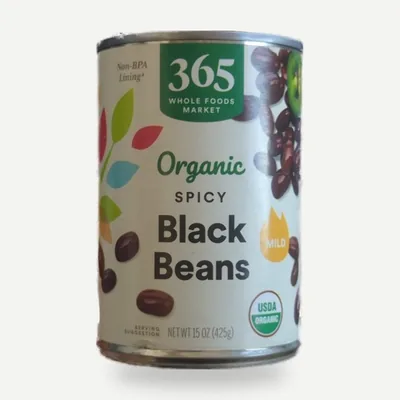 Non-BPA
Lining*
365
WHOLE FOODS
MARKET
Organic
SPICY
Black
Beans
MILD
USDA
ORGANIC
SERVING
SUGGESTION
NET WT 15 OZ (425g)